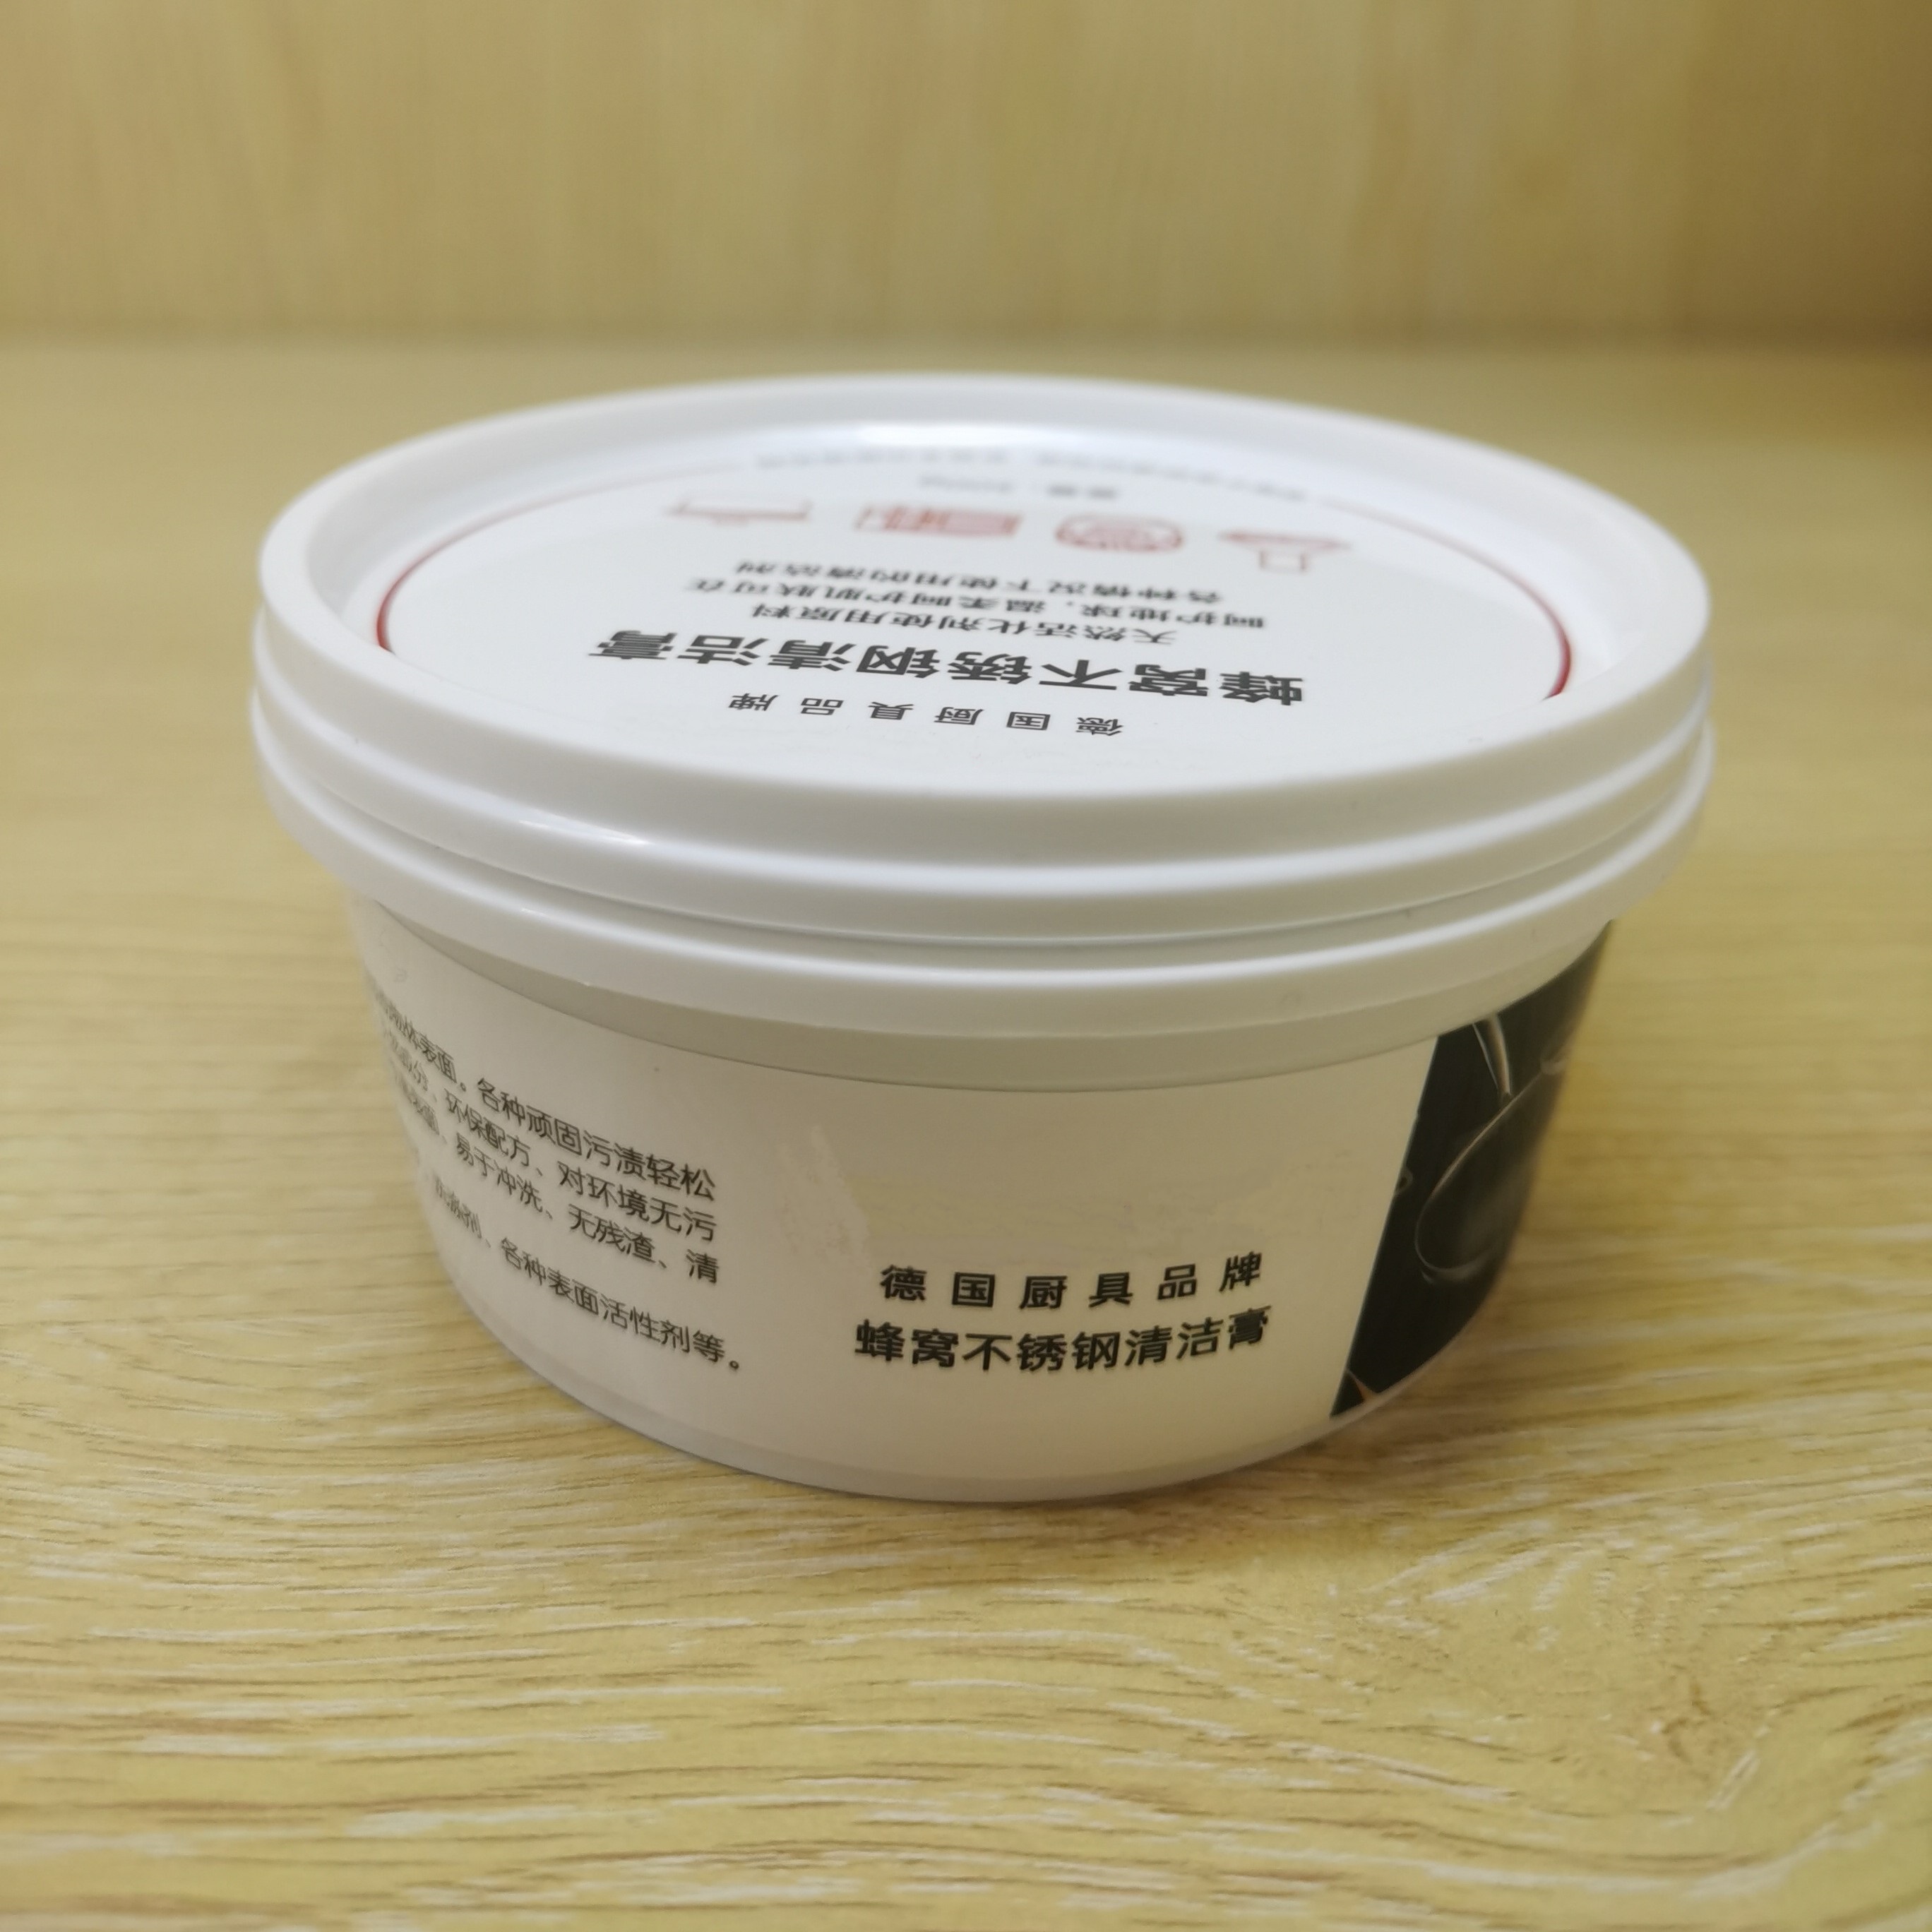 德国厨具品牌
蜂窝不锈钢清洁膏
天然活化剂使用原料
呵护地球，温柔呵护肌肤可在
各种情况下使用的清洁剂
表面。各种顽固污渍轻松
环保配方、对环境无污
易于冲洗、无残渣、清
各种表面活性剂等。
德国厨具品牌
蜂窝不锈钢清洁膏